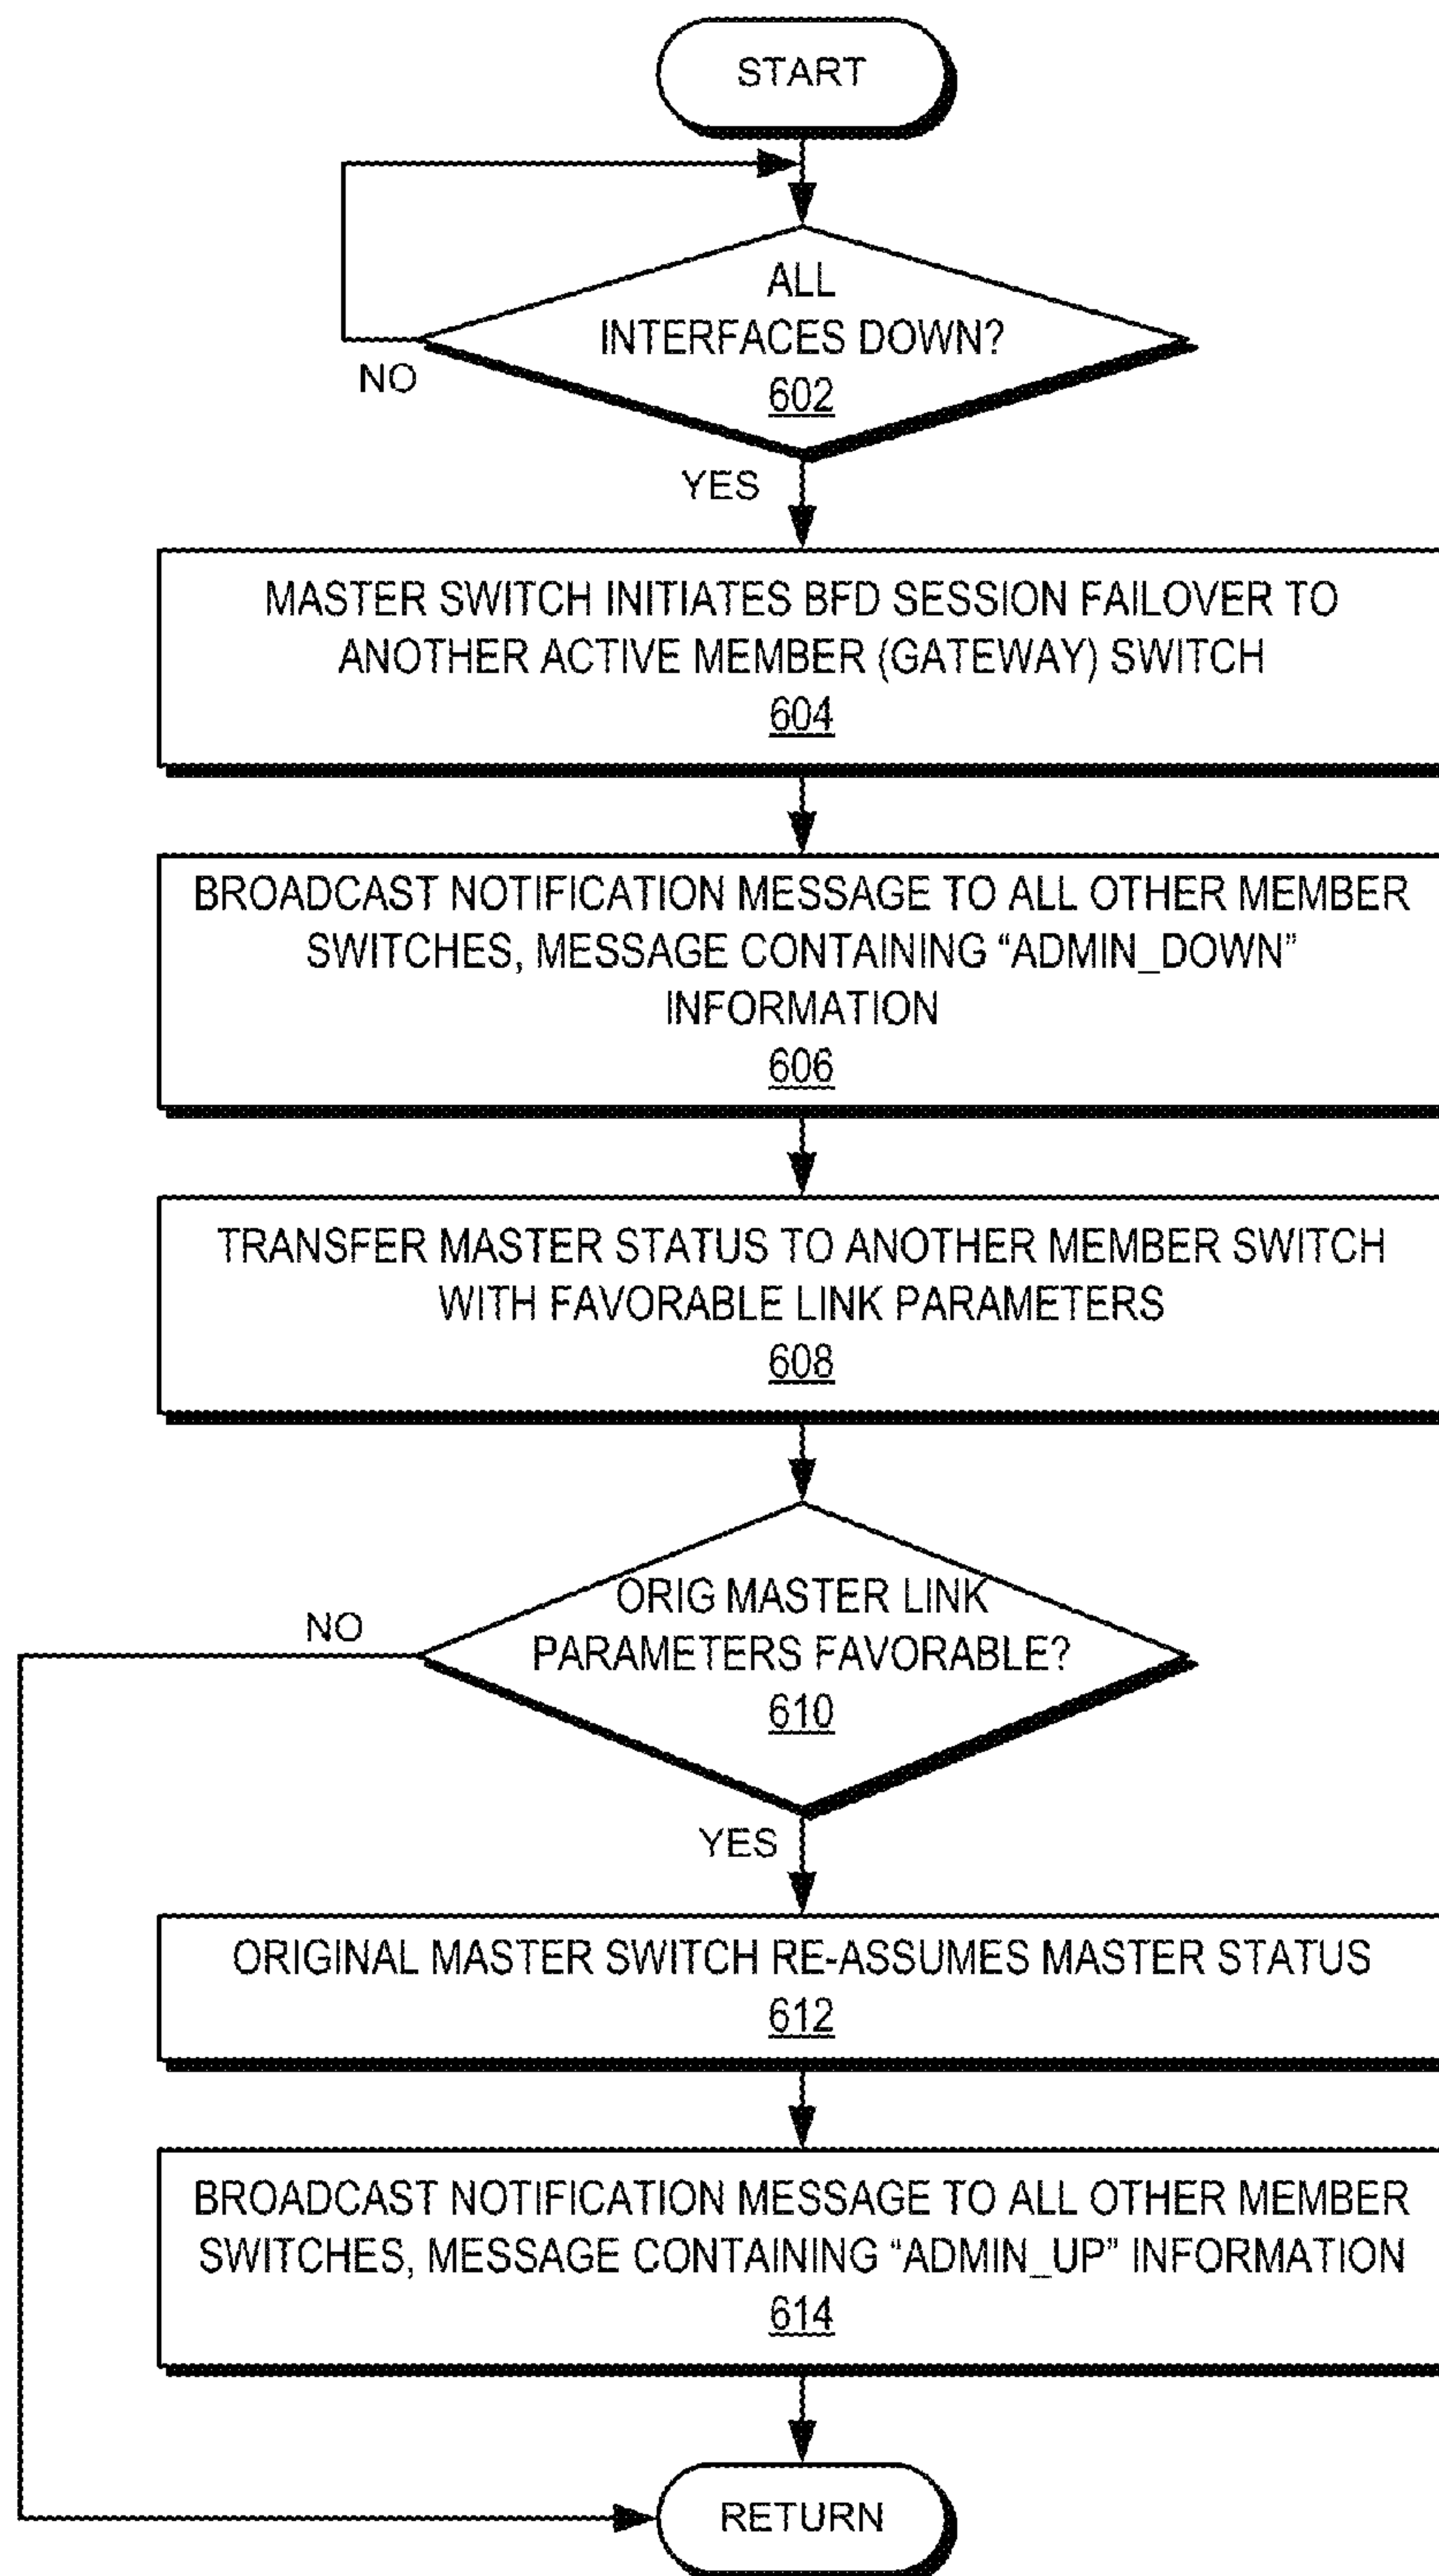 START
ALL
INTERFACES DOWN?
602
NO
YES
MASTER SWITCH INITIATES BFD SESSION FAILOVER TO
ANOTHER ACTIVE MEMBER (GATEWAY) SWITCH
604
BROADCAST NOTIFICATION MESSAGE TO ALL OTHER MEMBER
SWITCHES, MESSAGE CONTAINING “ADMIN_DOWN”
INFORMATION
606
TRANSFER MASTER STATUS TO ANOTHER MEMBER SWITCH
WITH FAVORABLE LINK PARAMETERS
608
ORIG MASTER LINK
PARAMETERS FAVORABLE?
610
NO
YES
ORIGINAL MASTER SWITCH RE-ASSUMES MASTER STATUS
612
BROADCAST NOTIFICATION MESSAGE TO ALL OTHER MEMBER
SWITCHES, MESSAGE CONTAINING “ADMIN_UP” INFORMATION
614
RETURN